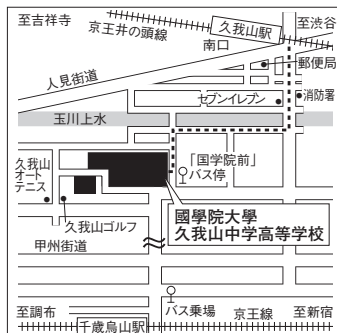 至吉祥寺
京王井の頭線
久我山駅
至渋谷
南口
郵便局
人見街道
セブンイレブン
消防署
玉川上水
久我山
オート
テニス
「国学院前」
バス停
久我山ゴルフ
國學院大學
久我山中学高等学校
甲州街道
至調布
バス乗場
京王線
至新宿
千歳烏山駅